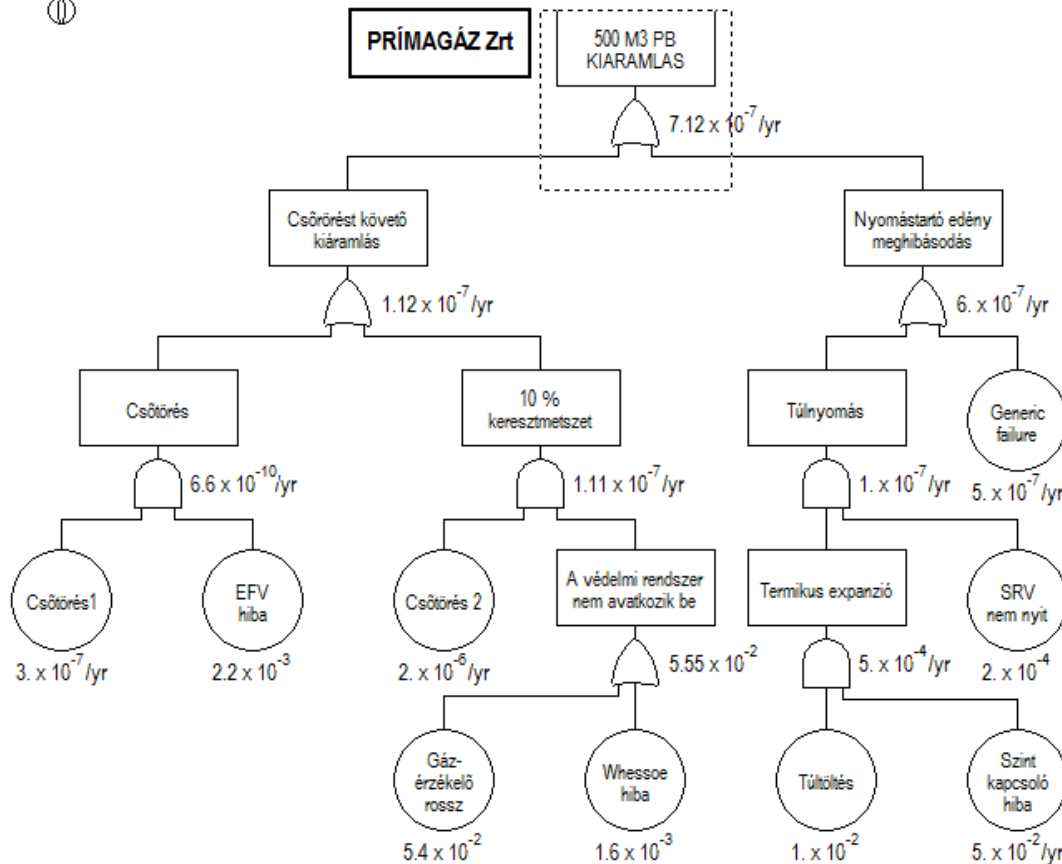 PRÍMAGÁZ Zrt
500 M3 PB
KIARAMLAS
7.12 x 10^-7/yr
Csőrörést követő
kiáramlás
Nyomástartó edény
meghibásodás
1.12 x 10^-7/yr
6. x 10^-7/yr
Csőtörés
10 %
keresztmetszet
Túlnyomás
Generic
failure
6.6 x 10^-10/yr
1.11 x 10^-7/yr
1. x 10^-7/yr
5. x 10^-7/yr
Csőtörés1
EFV
hiba
Csőtörés 2
A védelmi rendszer
nem avatkozik be
Termikus expanzió
SRV
nem nyit
3. x 10^-7/yr
2.2 x 10^-3
2. x 10^-6/yr
5.55 x 10^-2
5. x 10^-4/yr
2. x 10^-4
Gáz-
érzékelő
rossz
Whessoe
hiba
Túltöltés
Szint
kapcsoló
hiba
5.4 x 10^-2
1.6 x 10^-3
1. x 10^-2
5. x 10^-2/yr